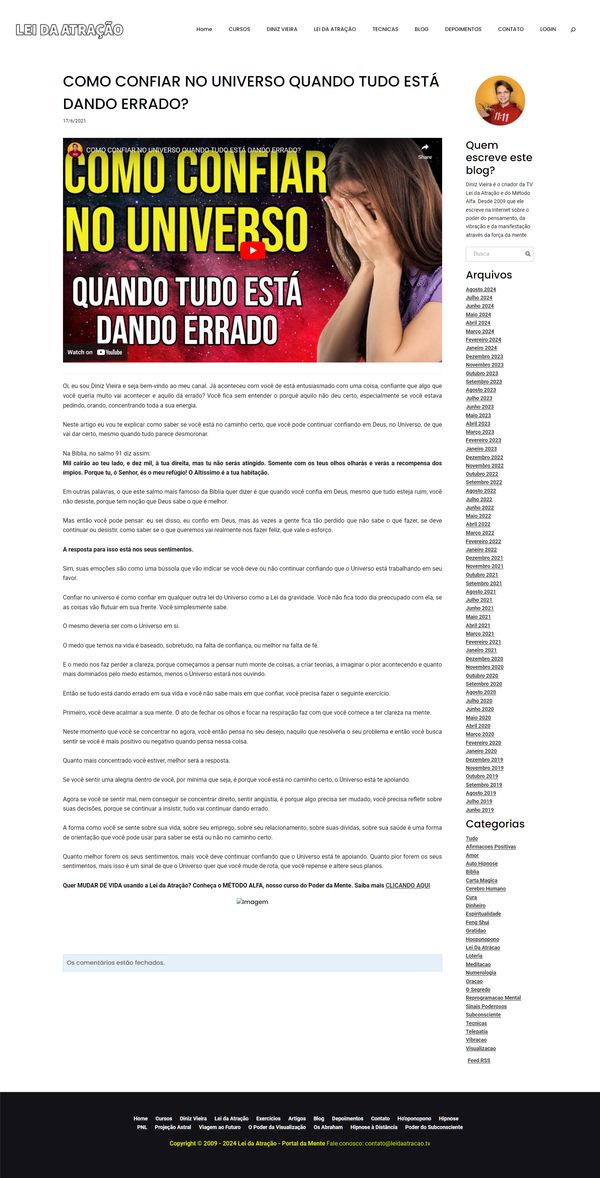 LEI DA ATRAÇÃO
Home CURSOS DINIZ VIEIRA LEI DA ATRAÇÃO TECNICAS BLOG DEPOIMENTOS CONTATO LOGIN
COMO CONFIAR NO UNIVERSO QUANDO TUDO ESTÁ
DANDO ERRADO?
17/6/2021
COMO CONFIAR NO UNIVERSO QUANDO TUDO ESTÁ DANDO ERRADO?
Share
COMO CONFIAR
NO UNIVERSO
QUANDO TUDO ESTÁ
DANDO ERRADO
Watch on YouTube
Oi, eu sou Diniz Vieira e seja bem-vindo ao meu canal. Já aconteceu com você de está entusiasmado com uma coisa, confiante que algo que
você queria muito vai acontecer e aquilo dá errado? Você fica sem entender o porquê aquilo não deu certo, especialmente se você estava
pedindo, orando, concentrando toda a sua energia.
Neste artigo eu vou te explicar como saber se você está no caminho certo, que você pode continuar confiando em Deus, no Universo, de que
vai dar certo, mesmo quando tudo parece desmoronar.
Na Bíblia, no salmo 91 diz assim:
Mil cairão ao teu lado, e dez mil, à tua direita, mas tu não serás atingido. Somente com os teus olhos olharás e verás a recompensa dos
ímpios. Porque tu, ó Senhor, és o meu refúgio! O Altíssimo é a tua habitação.
Em outras palavras, o que este salmo mais famoso da Bíblia quer dizer é que quando você confia em Deus, mesmo que tudo esteja ruim, você
não desiste, porque tem noção que Deus sabe o que é melhor.
Mas então você pode pensar: eu sei disso, eu confio em Deus, mas às vezes a gente fica tão perdido que não sabe o que fazer, se deve
continuar ou desistir, como saber se o que queremos vai realmente nos fazer feliz, que vale o esforço.
A resposta para isso está nos seus sentimentos.
Sim, suas emoções são como uma bússola que vão indicar se você deve ou não continuar confiando que o Universo está trabalhando em seu
favor.
Confiar no universo é como confiar em qualquer outra lei do Universo como a Lei da gravidade. Você não fica todo dia preocupado com ela, se
as coisas vão flutuar em sua frente. Você simplesmente sabe.
O mesmo deveria ser com o Universo em si.
O medo que temos na vida é baseado, sobretudo, na falta de confiança, ou melhor na falta de fé.
E o medo nos faz perder a clareza, porque começamos a pensar num monte de coisas, a criar teorias, a imaginar o pior acontecendo e quanto
mais dominados pelo medo estamos, menos o Universo estará nos ouvindo.
Então se tudo está dando errado em sua vida e você não sabe mais em que confiar, você precisa fazer o seguinte exercício.
Primeiro, você deve acalmar a sua mente. O ato de fechar os olhos e focar na respiração faz com que você comece a ter clareza na mente.
Neste momento que você se concentrar no agora, você então pensa no seu desejo, naquilo que resolveria o seu problema e então você busca
sentir se você é mais positivo ou negativo quando pensa nessa coisa.
Quanto mais concentrado você estiver, melhor será a resposta.
Se você sentir uma alegria dentro de você, por mínima que seja, é porque você está no caminho certo, o Universo está te apoiando.
Agora se você se sentir mal, nem conseguir se concentrar direito, sentir angústia, é porque algo precisa ser mudado, você precisa refletir sobre
suas decisões, porque se continuar a insistir, tudo vai continuar dando errado.
A forma como você se sente sobre sua vida, sobre seu emprego, sobre seu relacionamento, sobre suas dívidas, sobre sua saúde é uma forma
de orientação que você pode usar para saber se está ou não no caminho certo.
Quanto melhor forem os seus sentimentos, mais você deve continuar confiando que o Universo está te apoiando. Quanto pior forem os seus
sentimentos, mais isso é um sinal de que o Universo quer que você mude de rota, que você repense e altere seus planos.
Quer MUDAR DE VIDA usando a Lei da Atração? Conheça o MÉTODO ALFA, nosso curso do Poder da Mente. Saiba mais CLICANDO AQUI
Imagem
Os comentários estão fechados.
11:11
Quem
escreve este
blog?
Diniz Vieira é o criador da TV
Lei da Atração e do Método
Alfa. Desde 2009 que ele
escreve na Internet sobre o
poder do pensamento, da
vibração e da manifestação
através da força da mente.
Busca
Arquivos
Agosto 2024
Julho 2024
Junho 2024
Maio 2024
Abril 2024
Março 2024
Fevereiro 2024
Janeiro 2024
Dezembro 2023
Novembro 2023
Outubro 2023
Setembro 2023
Agosto 2023
Julho 2023
Junho 2023
Maio 2023
Abril 2023
Março 2023
Fevereiro 2023
Janeiro 2023
Dezembro 2022
Novembro 2022
Outubro 2022
Setembro 2022
Agosto 2022
Julho 2022
Junho 2022
Maio 2022
Abril 2022
Março 2022
Fevereiro 2022
Janeiro 2022
Dezembro 2021
Novembro 2021
Outubro 2021
Setembro 2021
Agosto 2021
Julho 2021
Junho 2021
Maio 2021
Abril 2021
Março 2021
Fevereiro 2021
Janeiro 2021
Dezembro 2020
Novembro 2020
Outubro 2020
Setembro 2020
Agosto 2020
Julho 2020
Junho 2020
Maio 2020
Abril 2020
Março 2020
Fevereiro 2020
Janeiro 2020
Dezembro 2019
Novembro 2019
Outubro 2019
Setembro 2019
Agosto 2019
Julho 2019
Junho 2019
Categorias
Tudo
Afirmacoes Positivas
Amor
Auto Hipnose
Biblia
Carta Magica
Cerebro Humano
Cura
Dinheiro
Espiritualidade
Feng Shui
Gratidao
Hooponopono
Lei Da Atracao
Loteria
Meditacao
Numerologia
Oracao
O Segredo
Reprogramacao Mental
Sinais Poderosos
Subconsciente
Tecnicas
Telepatia
Vibracao
Visualizacao
Feed RSS
Home Cursos Diniz Vieira Lei da Atração Exercícios Artigos Blog Depoimentos Contato Ho'oponopono Hipnose
PNL Projeção Astral Viagem ao Futuro O Poder da Visualização Os Abraham Hipnose à Distância Poder do Subconsciente
Copyright © 2009 - 2024 Lei da Atração - Portal da Mente Fale conosco: contato@leidaatracao.tv